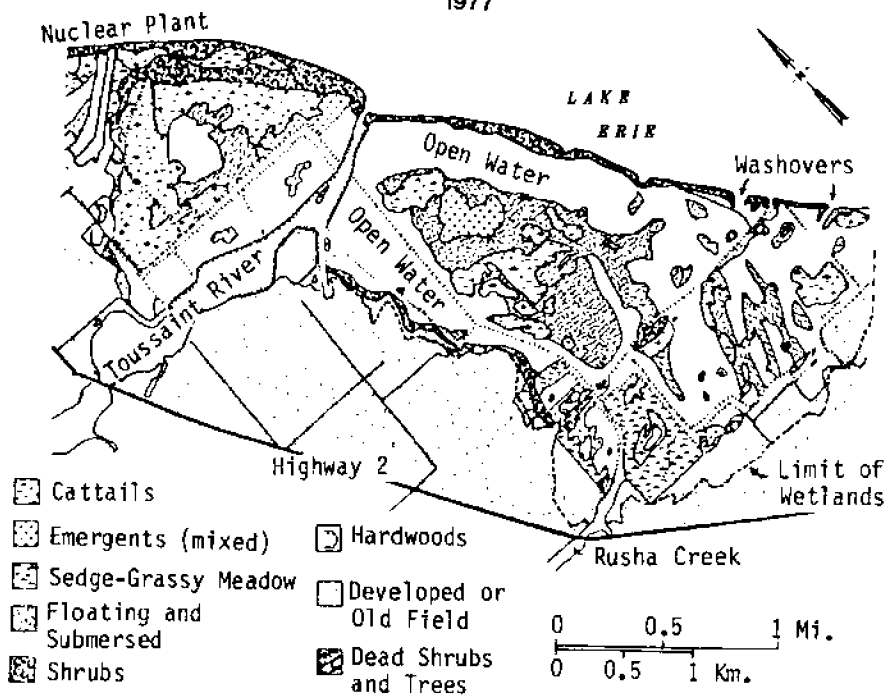 1977
Nuclear Plant
LAKE
ERIE
Open Water
Washovers
Open Water
Toussaint River
Highway 2
Limit of
Wetlands
Rusha Creek
Cattails
Emergents (mixed)
Sedge-Grassy Meadow
Floating and
Submersed
Shrubs
Hardwoods
Developed or
Old Field
Dead Shrubs
and Trees
0 0.5 1 Mi.
0 0.5 1 Km.